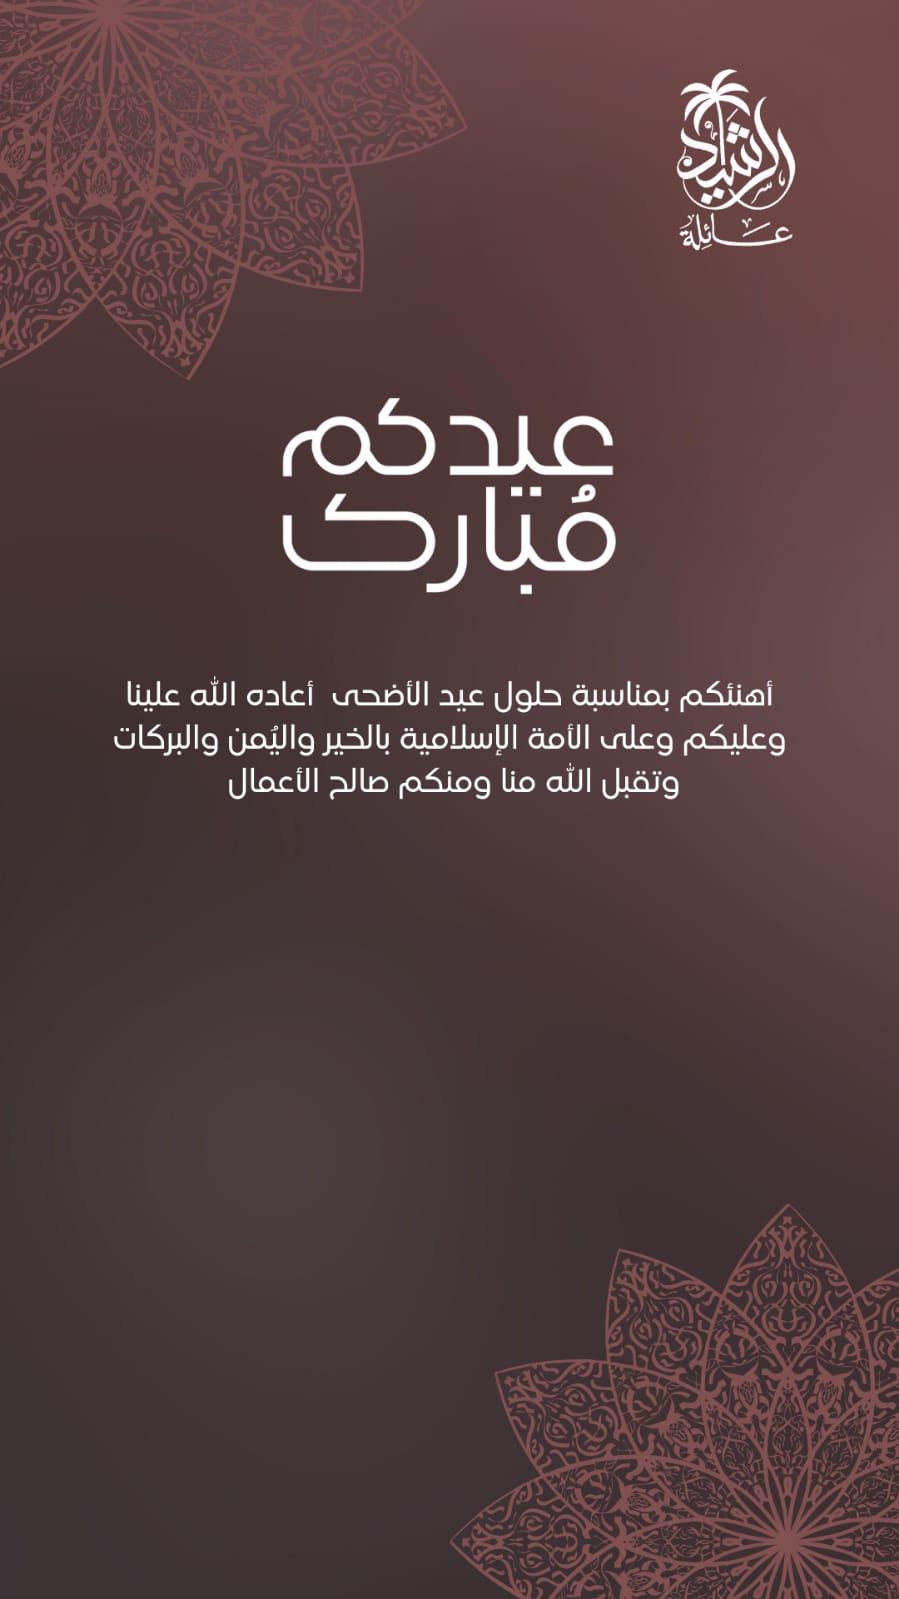 الرشيد
عائلة
عيدكم
مُبارك
أهنئكم بمناسبة حلول عيد الأضحى أعاده الله علينا
وعليكم وعلى الأمة الإسلامية بالخير واليُمن والبركات
وتقبل الله منا ومنكم صالح الأعمال